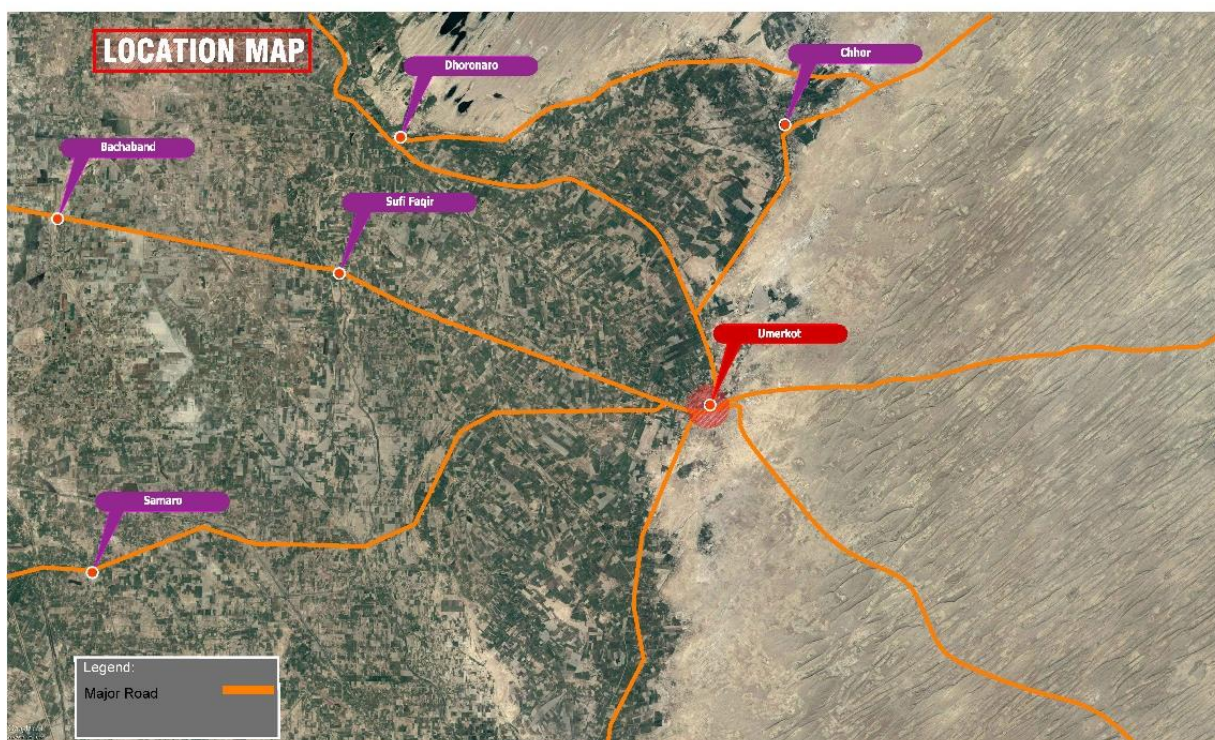 LOCATION MAP
Dhoronaro
Chhor
Bachaband
Sufi Faqir
Umerkot
Samaro
Legend:
Major Road